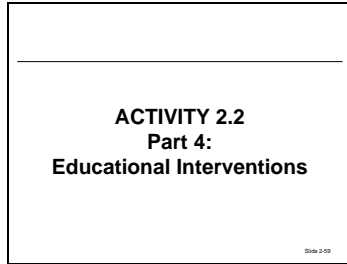 ACTIVITY 2.2
Part 4:
Educational Interventions
Slide 2-59